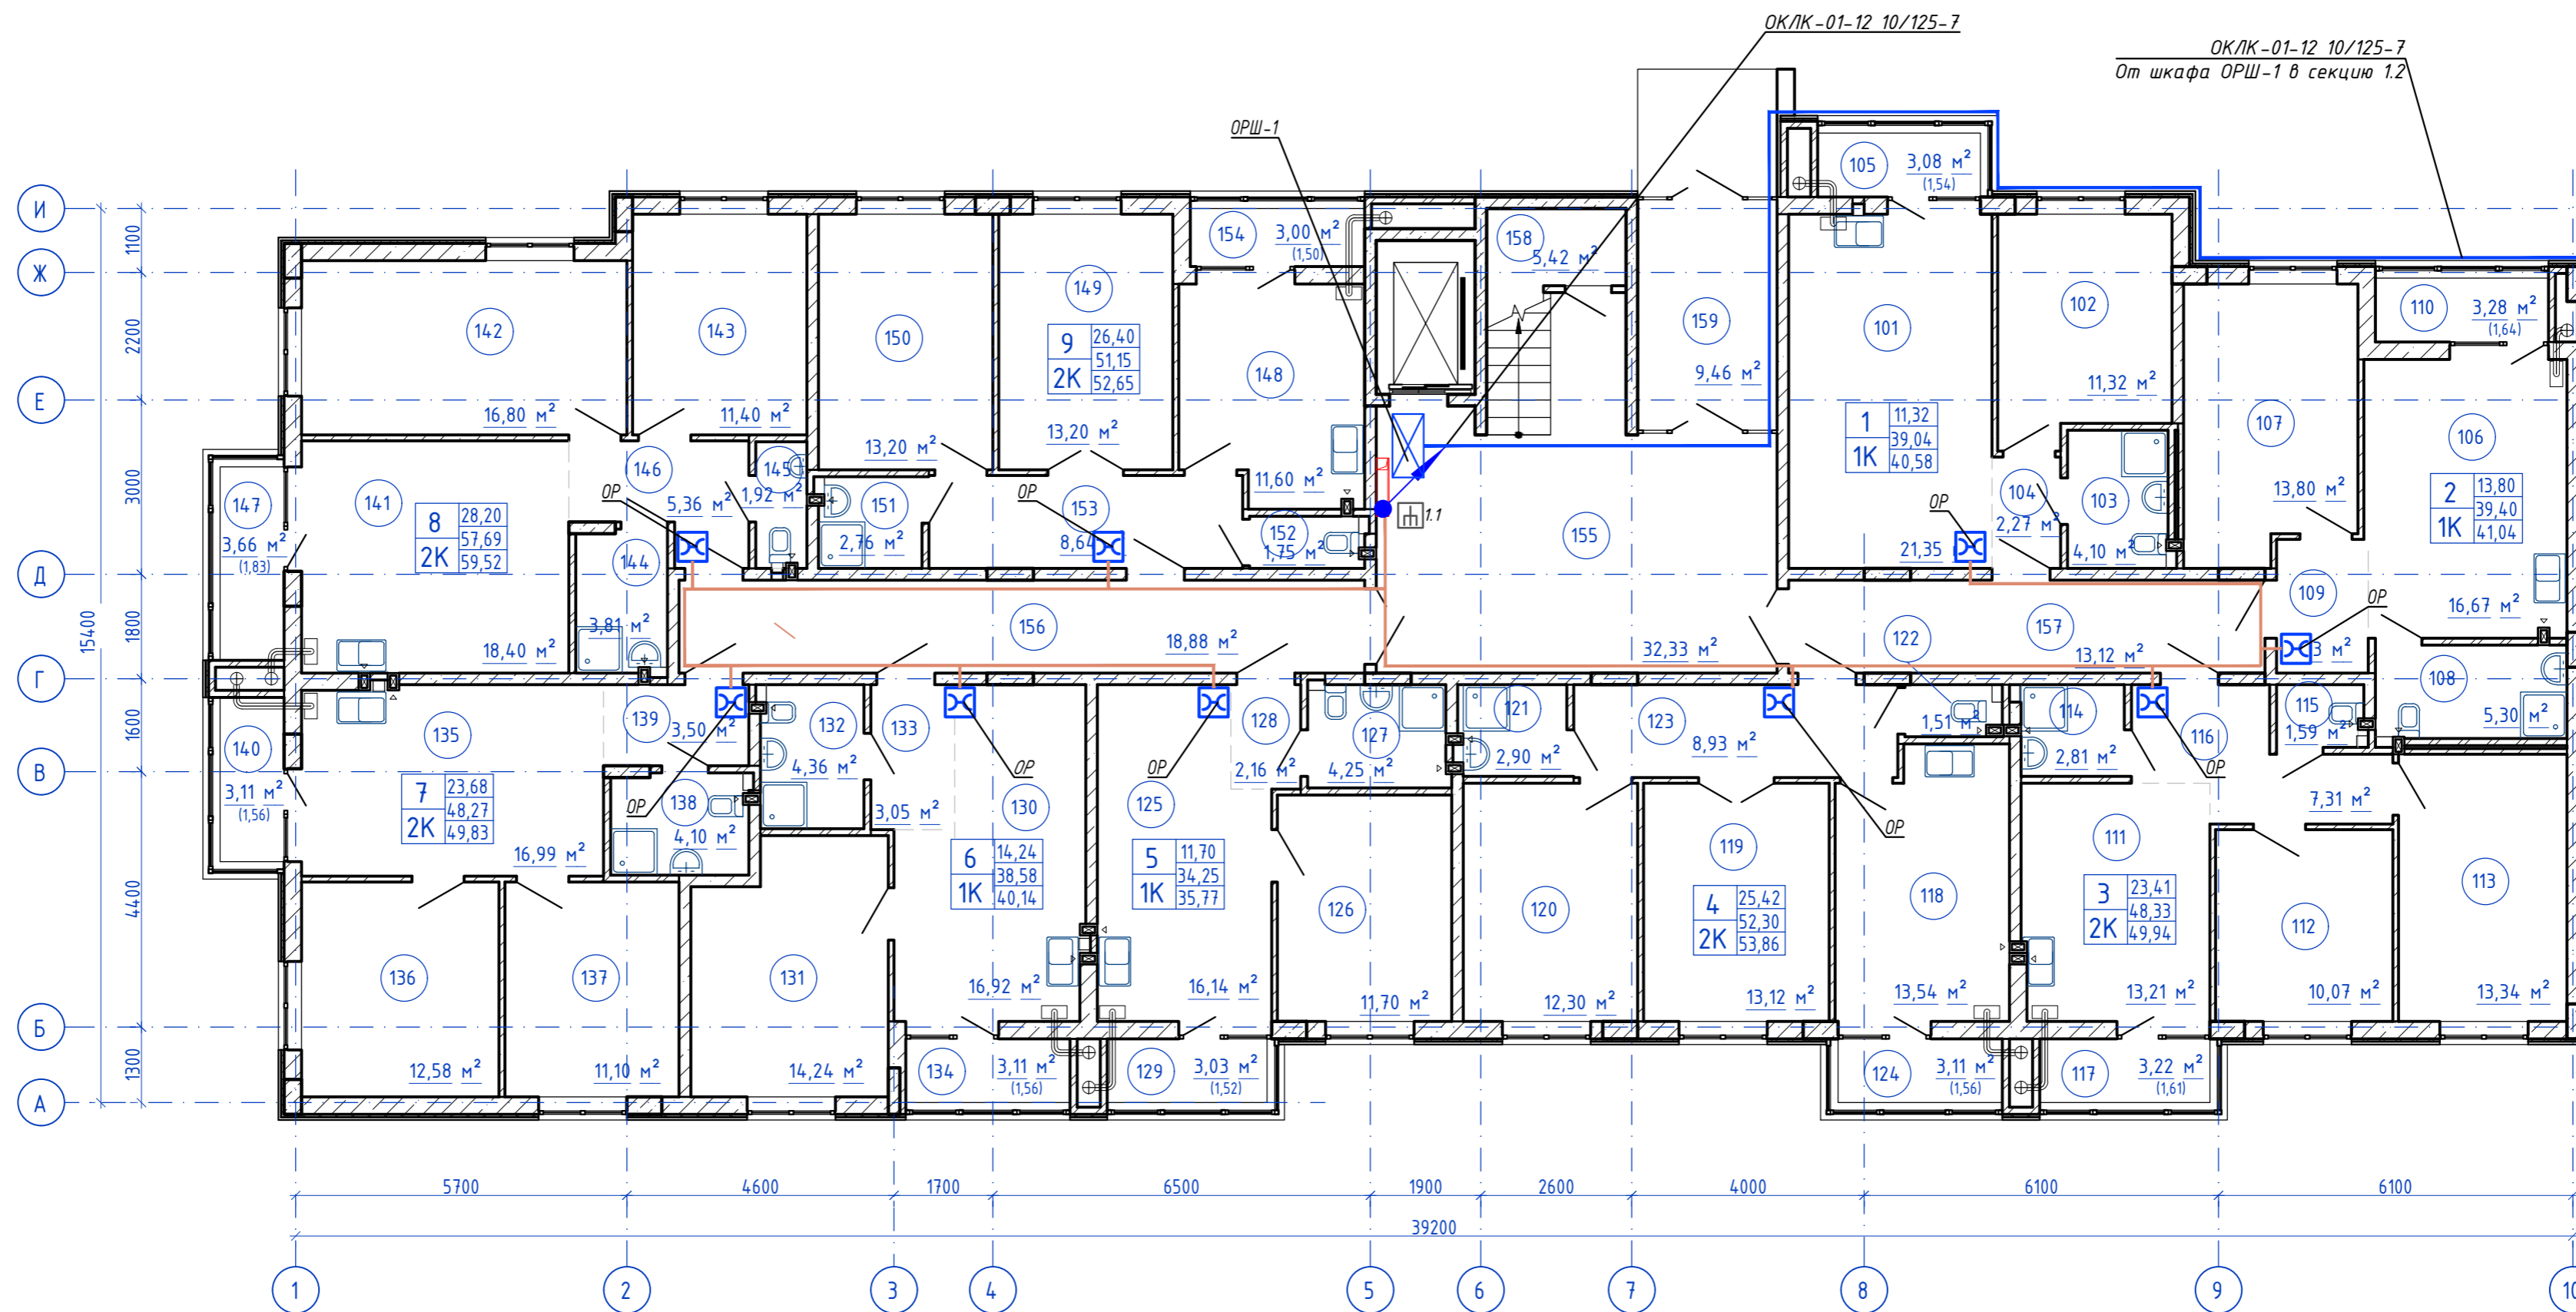 ОКЛК-01-12 10/125-7
ОКЛК-01-12 10/125-7
От шкафа ОРШ-1 в секцию 1.2
ОРШ-1
105
3,08 м²
(1,54)
И
Ж
Е
Д
Г
В
Б
А
1100
2200
3000
1800
1600
4400
1300
15400
154
3,00 м²
(1,50)
158
5,42 м²
142
16,80 м²
143
11,40 м²
150
13,20 м²
149
9
2К
26,40
51,15
52,65
13,20 м²
148
11,60 м²
159
9,46 м²
101
1
1К
11,32
39,04
40,58
21,35
102
11,32 м²
107
13,80 м²
110
3,28 м²
(1,64)
106
2
1К
13,80
39,40
41,04
16,67 м²
147
3,66 м²
(1,83)
141
8
2К
28,20
57,69
59,52
18,40 м²
146
5,36 м²
ОР
145
1,92 м²
144
3,81 м²
151
2,76 м²
153
8,64
ОР
152
1,75 м²
1.1
155
32,33 м²
104
2,27 м²
103
4,10 м²
ОР
109
3 м²
ОР
156
18,88 м²
122
1,51 м²
157
13,12 м²
108
5,30 м²
140
3,11 м²
(1,56)
135
7
2К
23,68
48,27
49,83
16,99 м²
139
3,50 м²
138
4,10 м²
ОР
132
4,36 м²
133
3,05 м²
ОР
130
6
1К
14,24
38,58
40,14
16,92 м²
125
5
1К
11,70
34,25
35,77
16,14 м²
ОР
128
2,16 м²
127
4,25 м²
121
2,90 м²
123
8,93 м²
ОР
114
2,81 м²
116
7,31 м²
ОР
115
1,59 м²
136
12,58 м²
137
11,10 м²
131
14,24 м²
126
11,70 м²
120
12,30 м²
119
4
2К
25,42
52,30
53,86
13,12 м²
118
13,54 м²
111
3
2К
23,41
48,33
49,94
13,21 м²
112
10,07 м²
113
13,34 м²
134
3,11 м²
(1,56)
129
3,03 м²
(1,52)
124
3,11 м²
(1,56)
117
3,22 м²
(1,61)
5700
4600
1700
6500
1900
2600
4000
6100
6100
39200
1
2
3
4
5
6
7
8
9
10